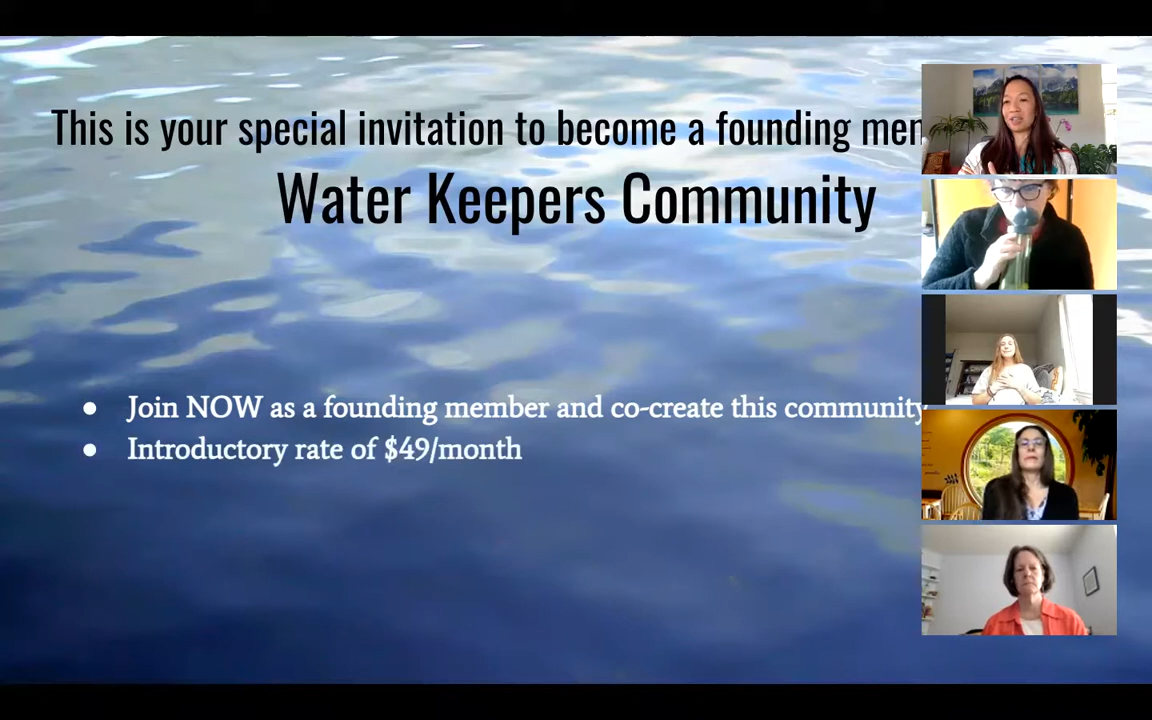 This is your special invitation to become a founding
Water Keepers Community
● Join NOW as a founding member and co-create this community
● Introductory rate of $49/month